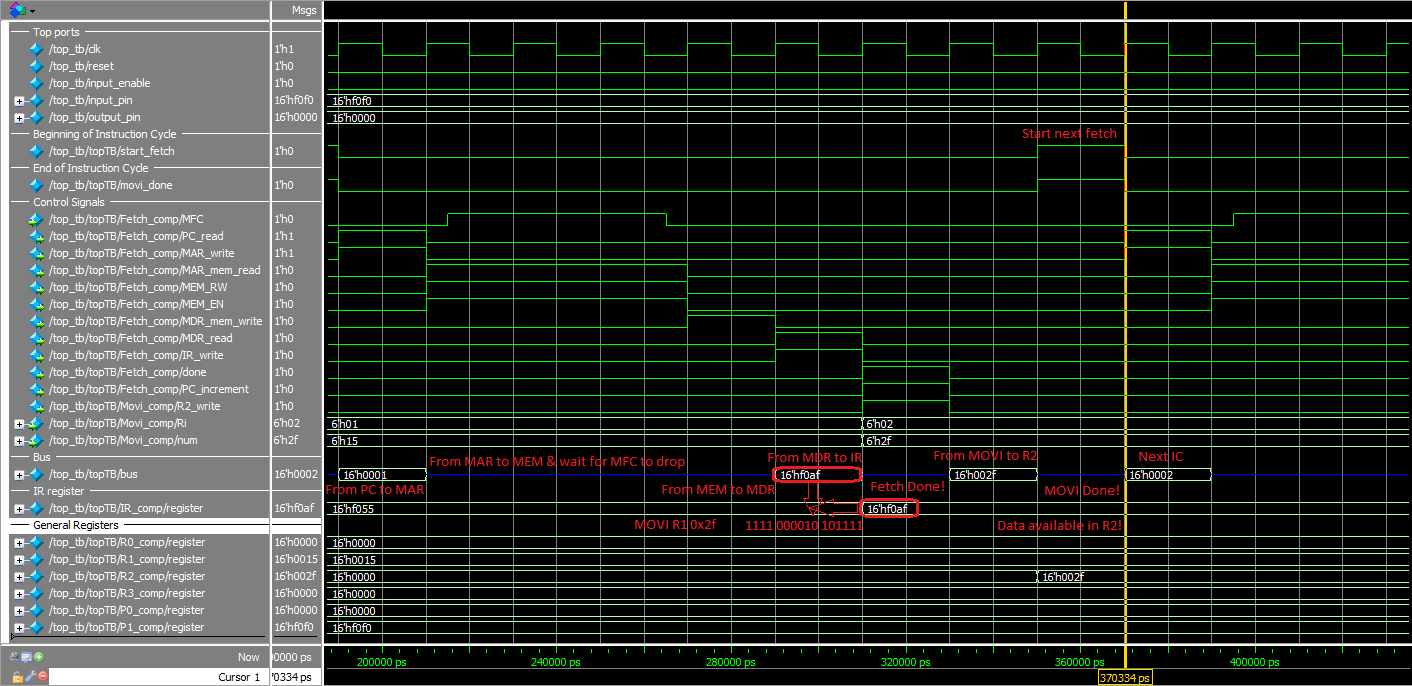 Msgs
Top ports
/top_tb/clk 1'h1
/top_tb/reset 1'h0
/top_tb/input_enable 1'h0
/top_tb/input_pin 16'hf0f0 16'hf0f0
/top_tb/output_pin 16'h0000 16'h0000
Beginning of Instruction Cycle Start next fetch
/top_tb/topTB/start_fetch 1'h0
End of Instruction Cycle
/top_tb/topTB/movi_done 1'h0
Control Signals
/top_tb/topTB/Fetch_comp/MFC 1'h0
/top_tb/topTB/Fetch_comp/PC_read 1'h1
/top_tb/topTB/Fetch_comp/MAR_write 1'h1
/top_tb/topTB/Fetch_comp/MAR_mem_read 1'h0
/top_tb/topTB/Fetch_comp/MEM_RW 1'h0
/top_tb/topTB/Fetch_comp/MEM_EN 1'h0
/top_tb/topTB/Fetch_comp/MDR_mem_write 1'h0
/top_tb/topTB/Fetch_comp/MDR_read 1'h0
/top_tb/topTB/Fetch_comp/IR_write 1'h0
/top_tb/topTB/Fetch_comp/done 1'h0
/top_tb/topTB/Fetch_comp/PC_increment 1'h0
/top_tb/topTB/Movi_comp/R2_write 1'h0
/top_tb/topTB/Movi_comp/Ri 6'h02 6'h01 6'h02
/top_tb/topTB/Movi_comp/num 6'h2f 6'h15 6'h2f
Bus From MAR to MEM & wait for MFC to drop From MDR to IR From MOVI to R2 Next IC
/top_tb/topTB/bus 16'h0002 16'h0001 16'hf0af 16'h002f 16'h0002
IR register From PC to MAR From MEM to MDR Fetch Done! MOVI Done!
/top_tb/topTB/IR_comp/register 16'hf0af 16'hf055 16'hf0af
General Registers MOVI R1 0x2f 1111 000010 101111 Data available in R2!
/top_tb/topTB/R0_comp/register 16'h0000 16'h0000
/top_tb/topTB/R1_comp/register 16'h0015 16'h0015
/top_tb/topTB/R2_comp/register 16'h002f 16'h0000 16'h002f
/top_tb/topTB/R3_comp/register 16'h0000 16'h0000
/top_tb/topTB/P0_comp/register 16'h0000 16'h0000
/top_tb/topTB/P1_comp/register 16'hf0f0 16'hf0f0
Now 0000 ps 200000 ps 240000 ps 280000 ps 320000 ps 360000 ps 400000 ps
Cursor 1 70334 ps 370334 ps